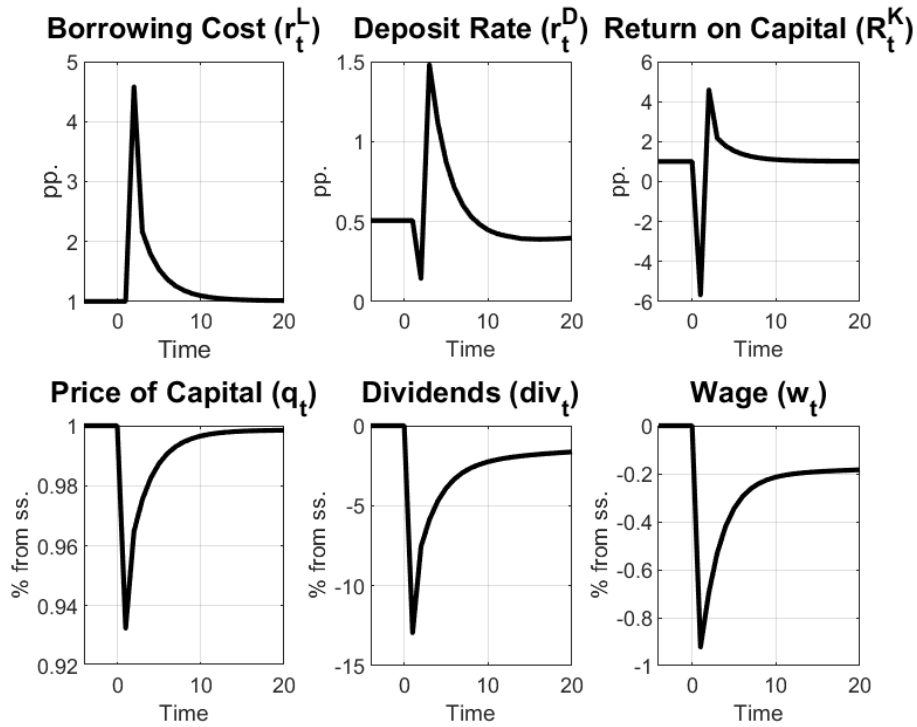 Borrowing Cost (r_t^L)
5
4
3
2
1
pp.
0 10 20
Time
Deposit Rate (r_t^D)
1.5
1
0.5
0
pp.
0 10 20
Time
Return on Capital (R_t^K)
6
4
2
0
-2
-4
-6
pp.
0 10 20
Time
Price of Capital (q_t)
1
0.98
0.96
0.94
0.92
% from ss.
0 10 20
Time
Dividends (div_t)
0
-5
-10
-15
% from ss.
0 10 20
Time
Wage (w_t)
0
-0.2
-0.4
-0.6
-0.8
-1
% from ss.
0 10 20
Time